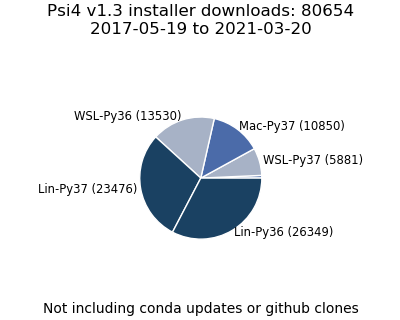 Psi4 v1.3 installer downloads: 80654
2017-05-19 to 2021-03-20
WSL-Py36 (13530)
Mac-Py37 (10850)
WSL-Py37 (5881)
Lin-Py37 (23476)
Lin-Py36 (26349)
Not including conda updates or github clones